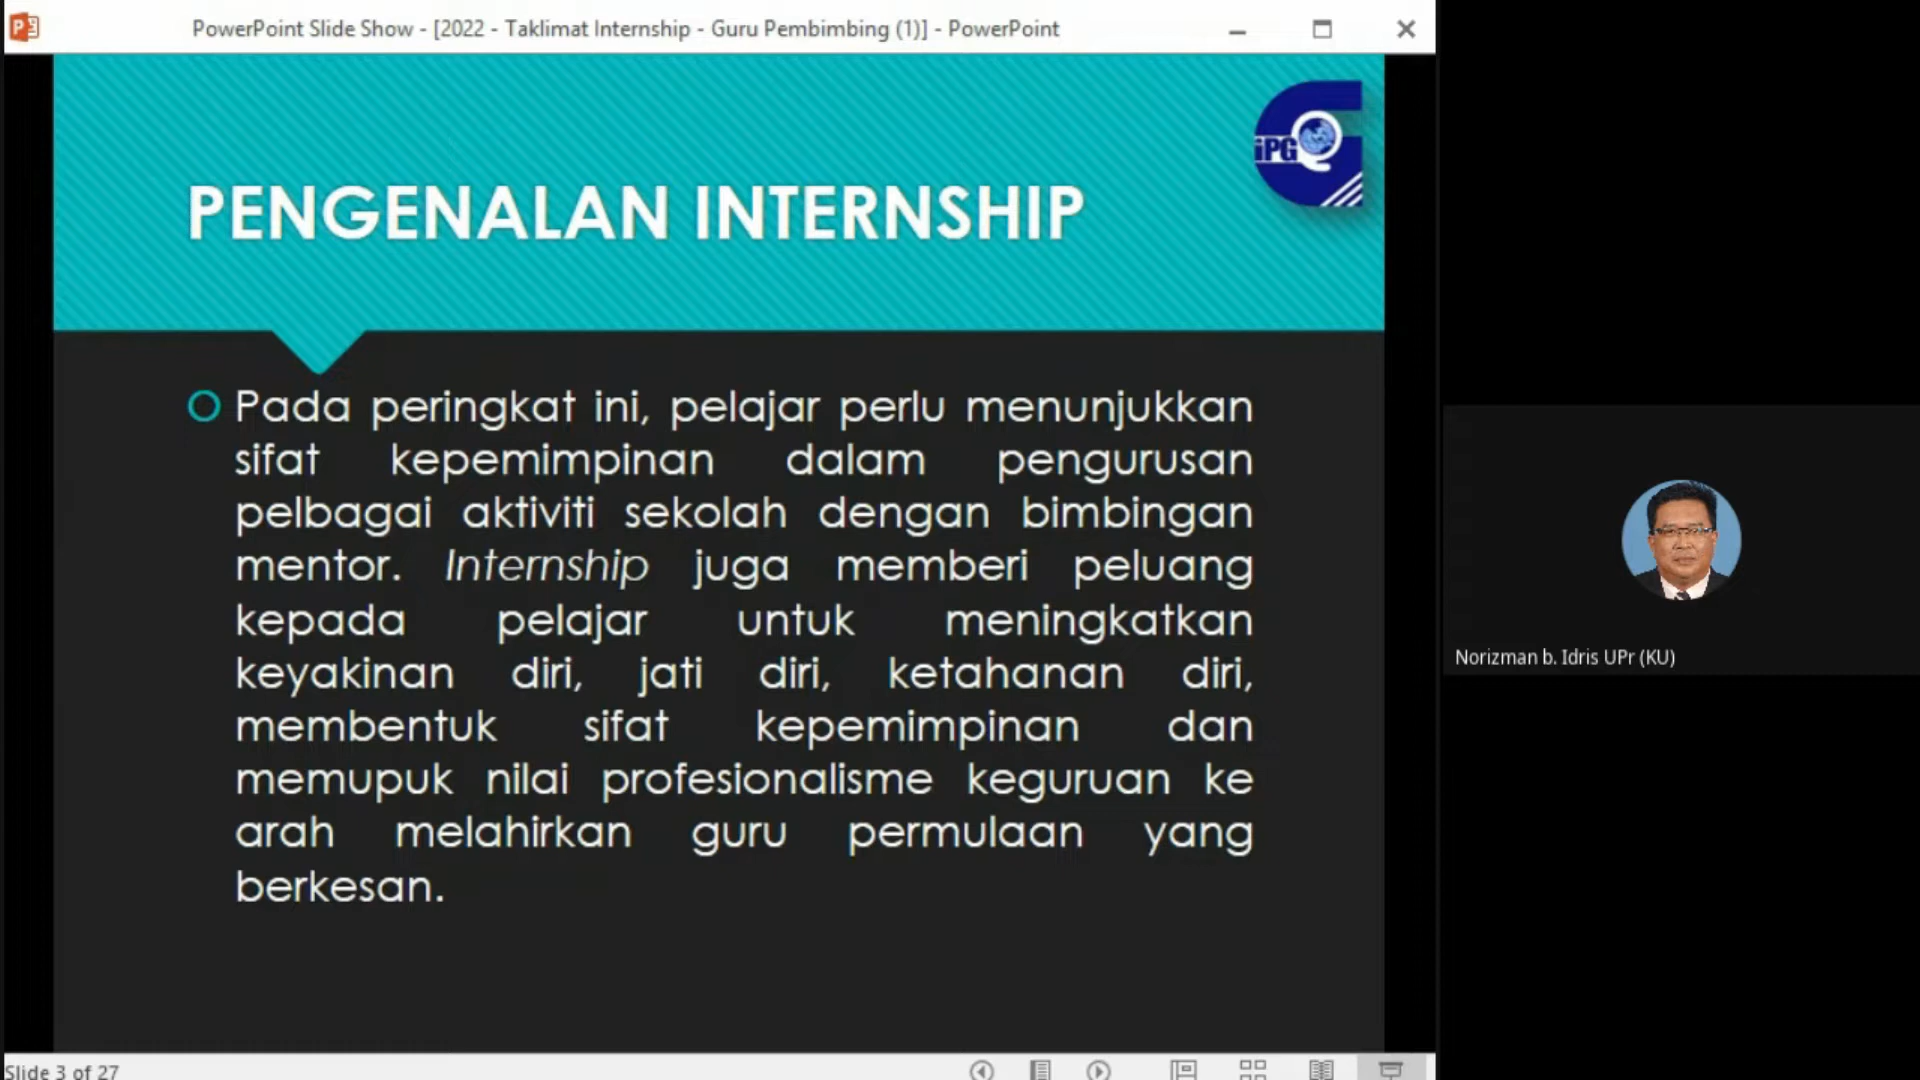 PowerPoint Slide Show - [2022 - Taklimat Internship - Guru Pembimbing (1)] - PowerPoint
iPG
PENGENALAN INTERNSHIP
Pada peringkat ini, pelajar perlu menunjukkan
sifat kepemimpinan dalam pengurusan
pelbagai aktiviti sekolah dengan bimbingan
mentor. Internship juga memberi peluang
kepada pelajar untuk meningkatkan
keyakinan diri, jati diri, ketahanan diri,
membentuk sifat kepemimpinan dan
memupuk nilai profesionalisme keguruan ke
arah melahirkan guru permulaan yang
berkesan.
Norizman b. Idris UPr (KU)
Slide 3 of 27